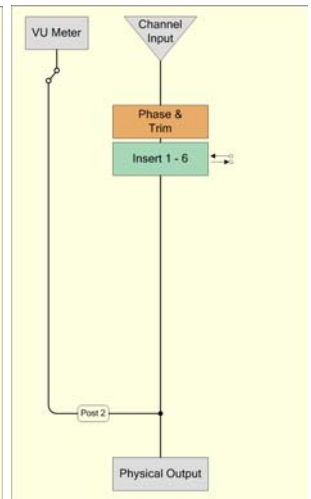 VU Meter
Channel
Input
Phase &
Trim
Insert 1 - 6
Post 2
Physical Output